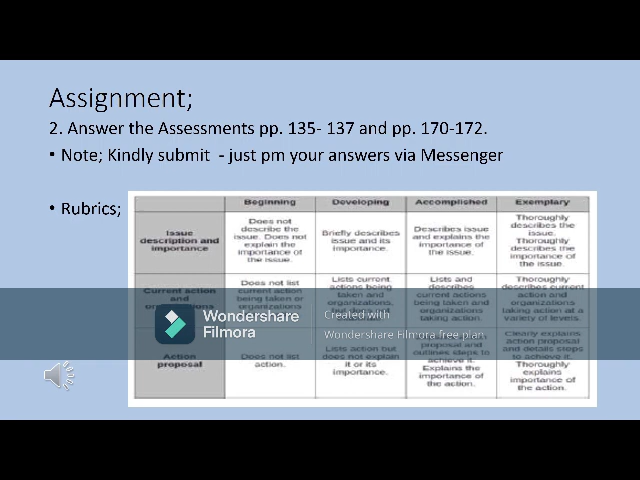 Assignment;
2. Answer the Assessments pp. 135- 137 and pp. 170-172.
• Note; Kindly submit - just pm your answers via Messenger
• Rubrics;
Beginning Developing Accomplished Exemplary
Issue description and importance
Does not describe the issue. Does not explain the importance of the issue.
Briefly describes issue and its importance.
Describes issue and explains the importance of the issue.
Thoroughly describes the issue. Thoroughly describes the importance of the issue.
Current action and
Does not list current action being taken or
Lists current actions being taken and organizations,
Lists and describes current actions being taken and organizations taking action.
Thoroughly describes current action and organizations taking action at a variety of levels.
Wondershare
Filmora
Created with
Wondershare Filmora free plan
Action proposal
Does not list action.
Lists action but does not explain it or its importance.
proposal and outlines steps to achieve it. Explains the importance of the action.
Clearly explains action proposal and details steps to achieve it. Thoroughly explains importance of the action.